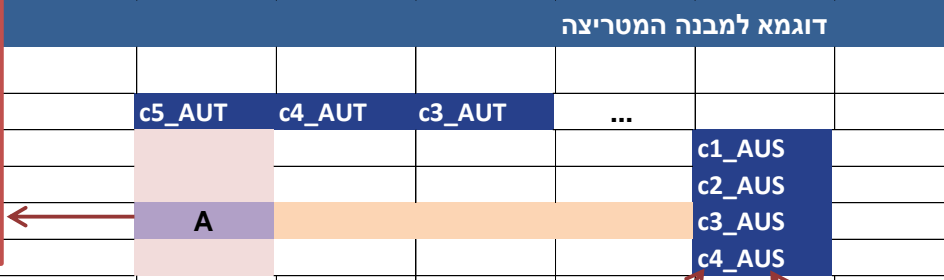 דוגמא למבנה המטריצה
c5_AUT c4_AUT c3_AUT ...
c1_AUS
c2_AUS
A c3_AUS
c4_AUS